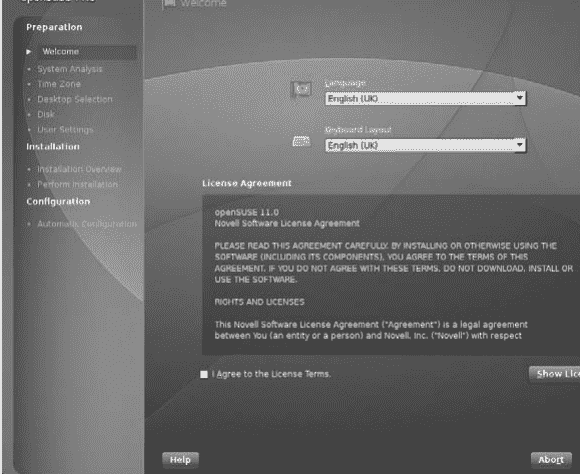 Welcome
Preparation
Welcome
System Analysis
Time Zone
Desktop Selection
Disk
User Settings
Installation
Installation Overview
Perform Installation
Configuration
Automatic Configuration
Language
English (UK)
Keyboard Layout
English (UK)
License Agreement
openSUSE 11.0
Novell Software License Agreement
PLEASE READ THIS AGREEMENT CAREFULLY. BY INSTALLING OR OTHERWISE USING THE
SOFTWARE (INCLUDING ITS COMPONENTS), YOU AGREE TO THE TERMS OF THIS
AGREEMENT. IF YOU DO NOT AGREE WITH THESE TERMS, DO NOT DOWNLOAD, INSTALL OR
USE THE SOFTWARE.
RIGHTS AND LICENSES
This Novell Software License Agreement ("Agreement") is a legal agreement
between You (an entity or a person) and Novell, Inc. ("Novell") with respect
I Agree to the License Terms.
Show Lice
Help
Abort